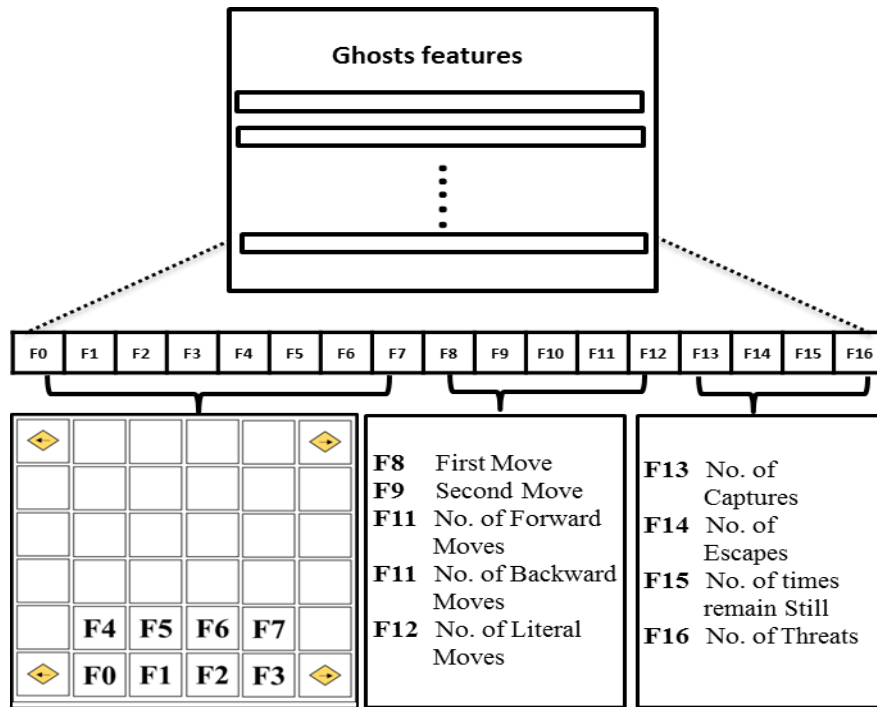 Ghosts features
F0 F1 F2 F3 F4 F5 F6 F7 F8 F9 F10 F11 F12 F13 F14 F15 F16
F4 F5 F6 F7
F0 F1 F2 F3
F8 First Move
F9 Second Move
F11 No. of Forward
Moves
F11 No. of Backward
Moves
F12 No. of Literal
Moves
F13 No. of
Captures
F14 No. of
Escapes
F15 No. of times
remain Still
F16 No. of Threats